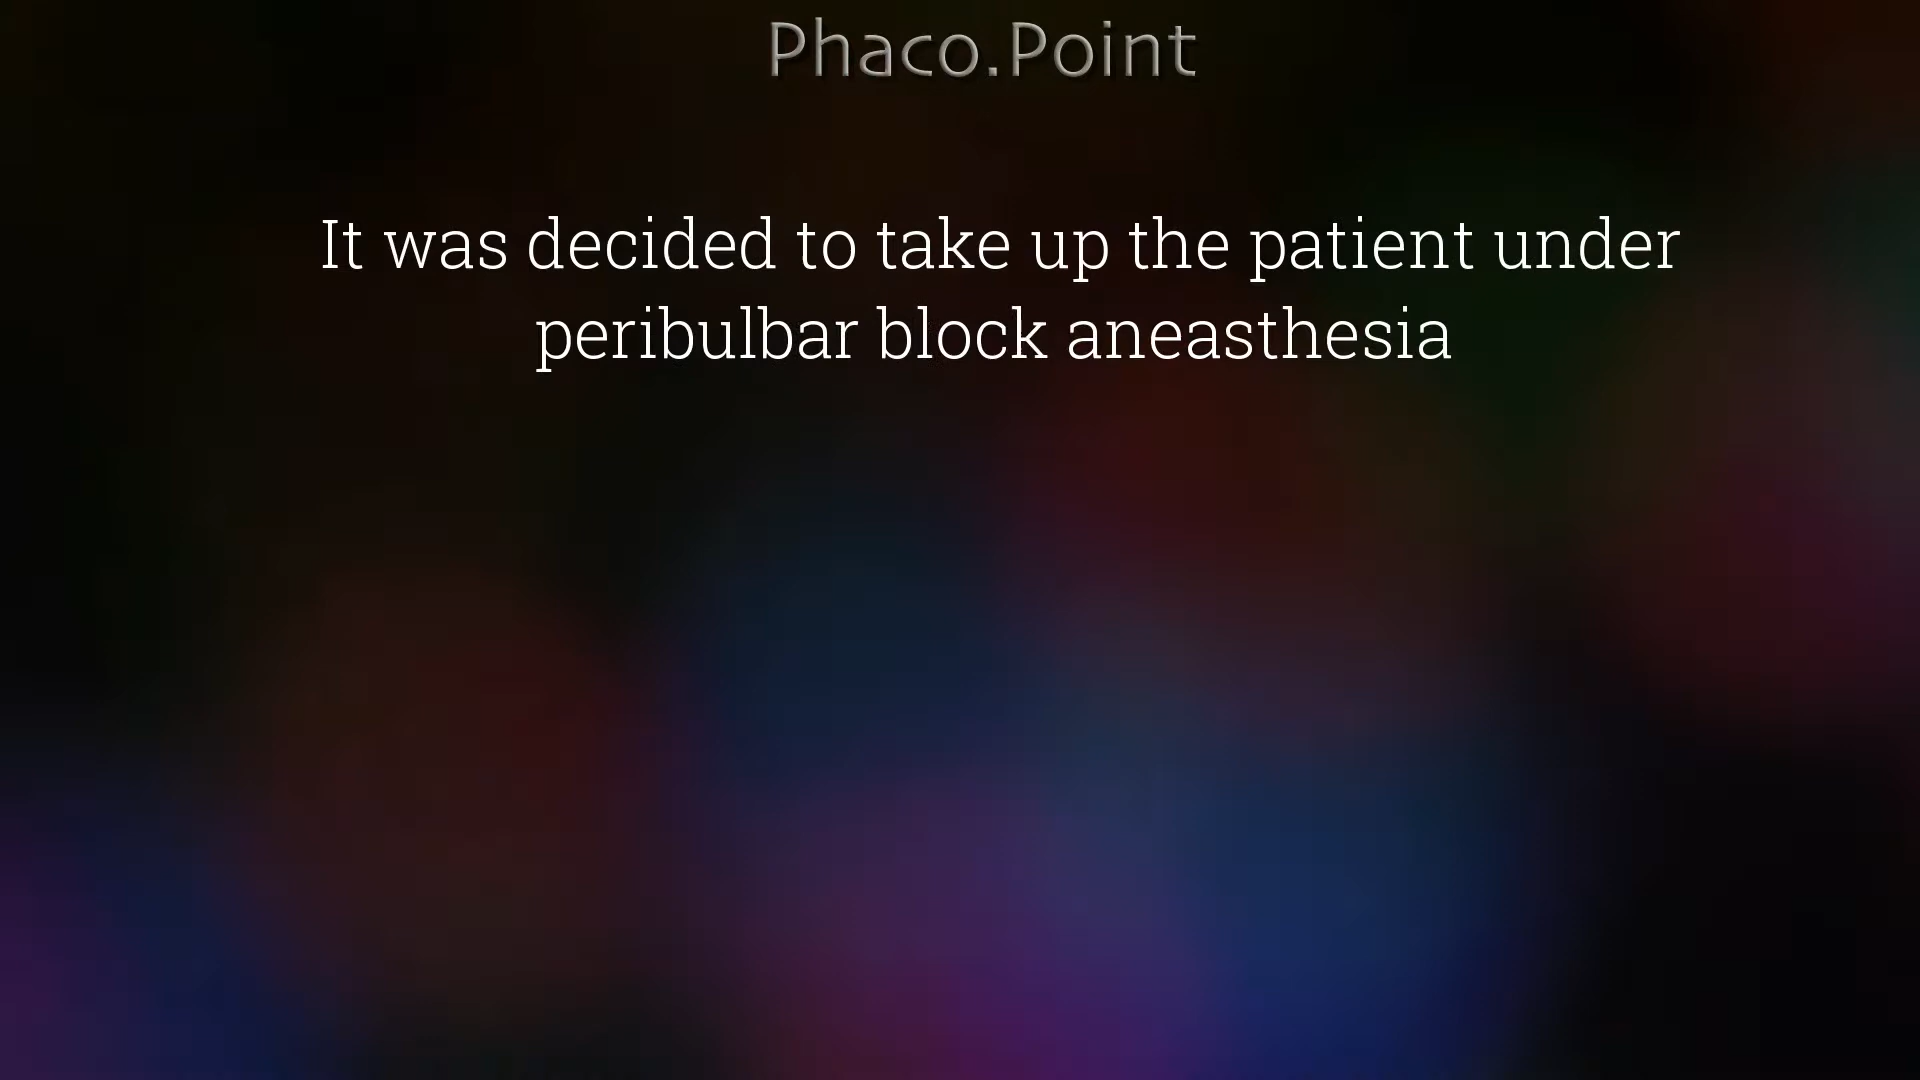 Phaco.Point
It was decided to take up the patient under
peribulbar block aneasthesia